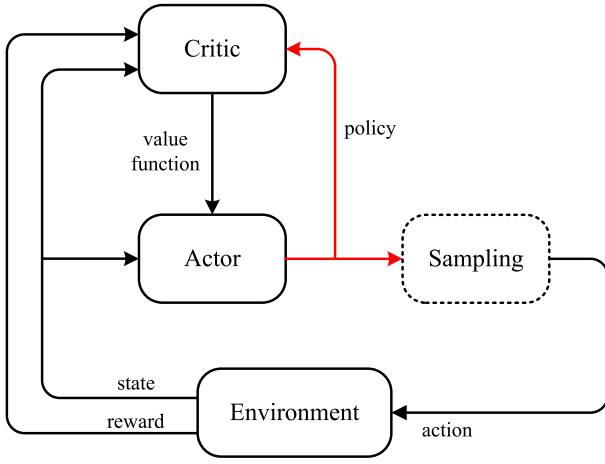 Critic
value
function
policy
Actor
Sampling
state
Environment
reward
action